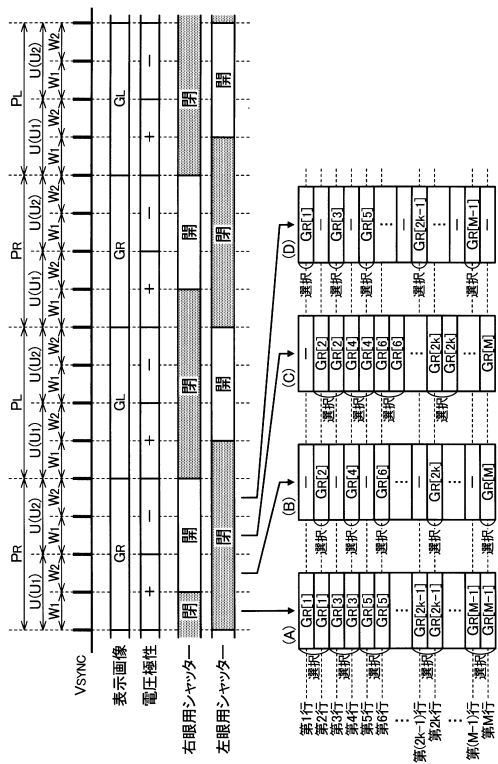 PR PL PR PL
U(U1) U(U2) U(U1) U(U2) U(U1) U(U2) U(U1) U(U2)
W1 W2 W1 W2 W1 W2 W1 W2 W1 W2 W1 W2 W1 W2 W1 W2
VSYNC
表示画像 GR GL GR GL
電圧極性 + − + − + − + −
右眼用シャッター 閉 開 閉 開 閉
左眼用シャッター 閉 開 閉 開
第1行
第2行
第3行
第4行
第5行
第6行
…
第(2k-1)行
第2k行
…
第(M-1)行
第M行
(A)
選択 GR[1]
GR[1]
選択 GR[3]
GR[3]
選択 GR[5]
GR[5]
…
選択 GR[2k-1]
GR[2k-1]
…
選択 GR[M-1]
GR[M-1]
(B)
−
選択 GR[2]
−
選択 GR[4]
−
選択 GR[6]
…
−
選択 GR[2k]
…
−
選択 GR[M]
(C)
−
選択 GR[2]
GR[2]
選択 GR[4]
GR[4]
選択 GR[6]
GR[6]
…
選択 GR[2k]
GR[2k]
…
GR[M]
(D)
選択 GR[1]
−
選択 GR[3]
−
選択 GR[5]
−
…
選択 GR[2k-1]
−
…
選択 GR[M-1]
−